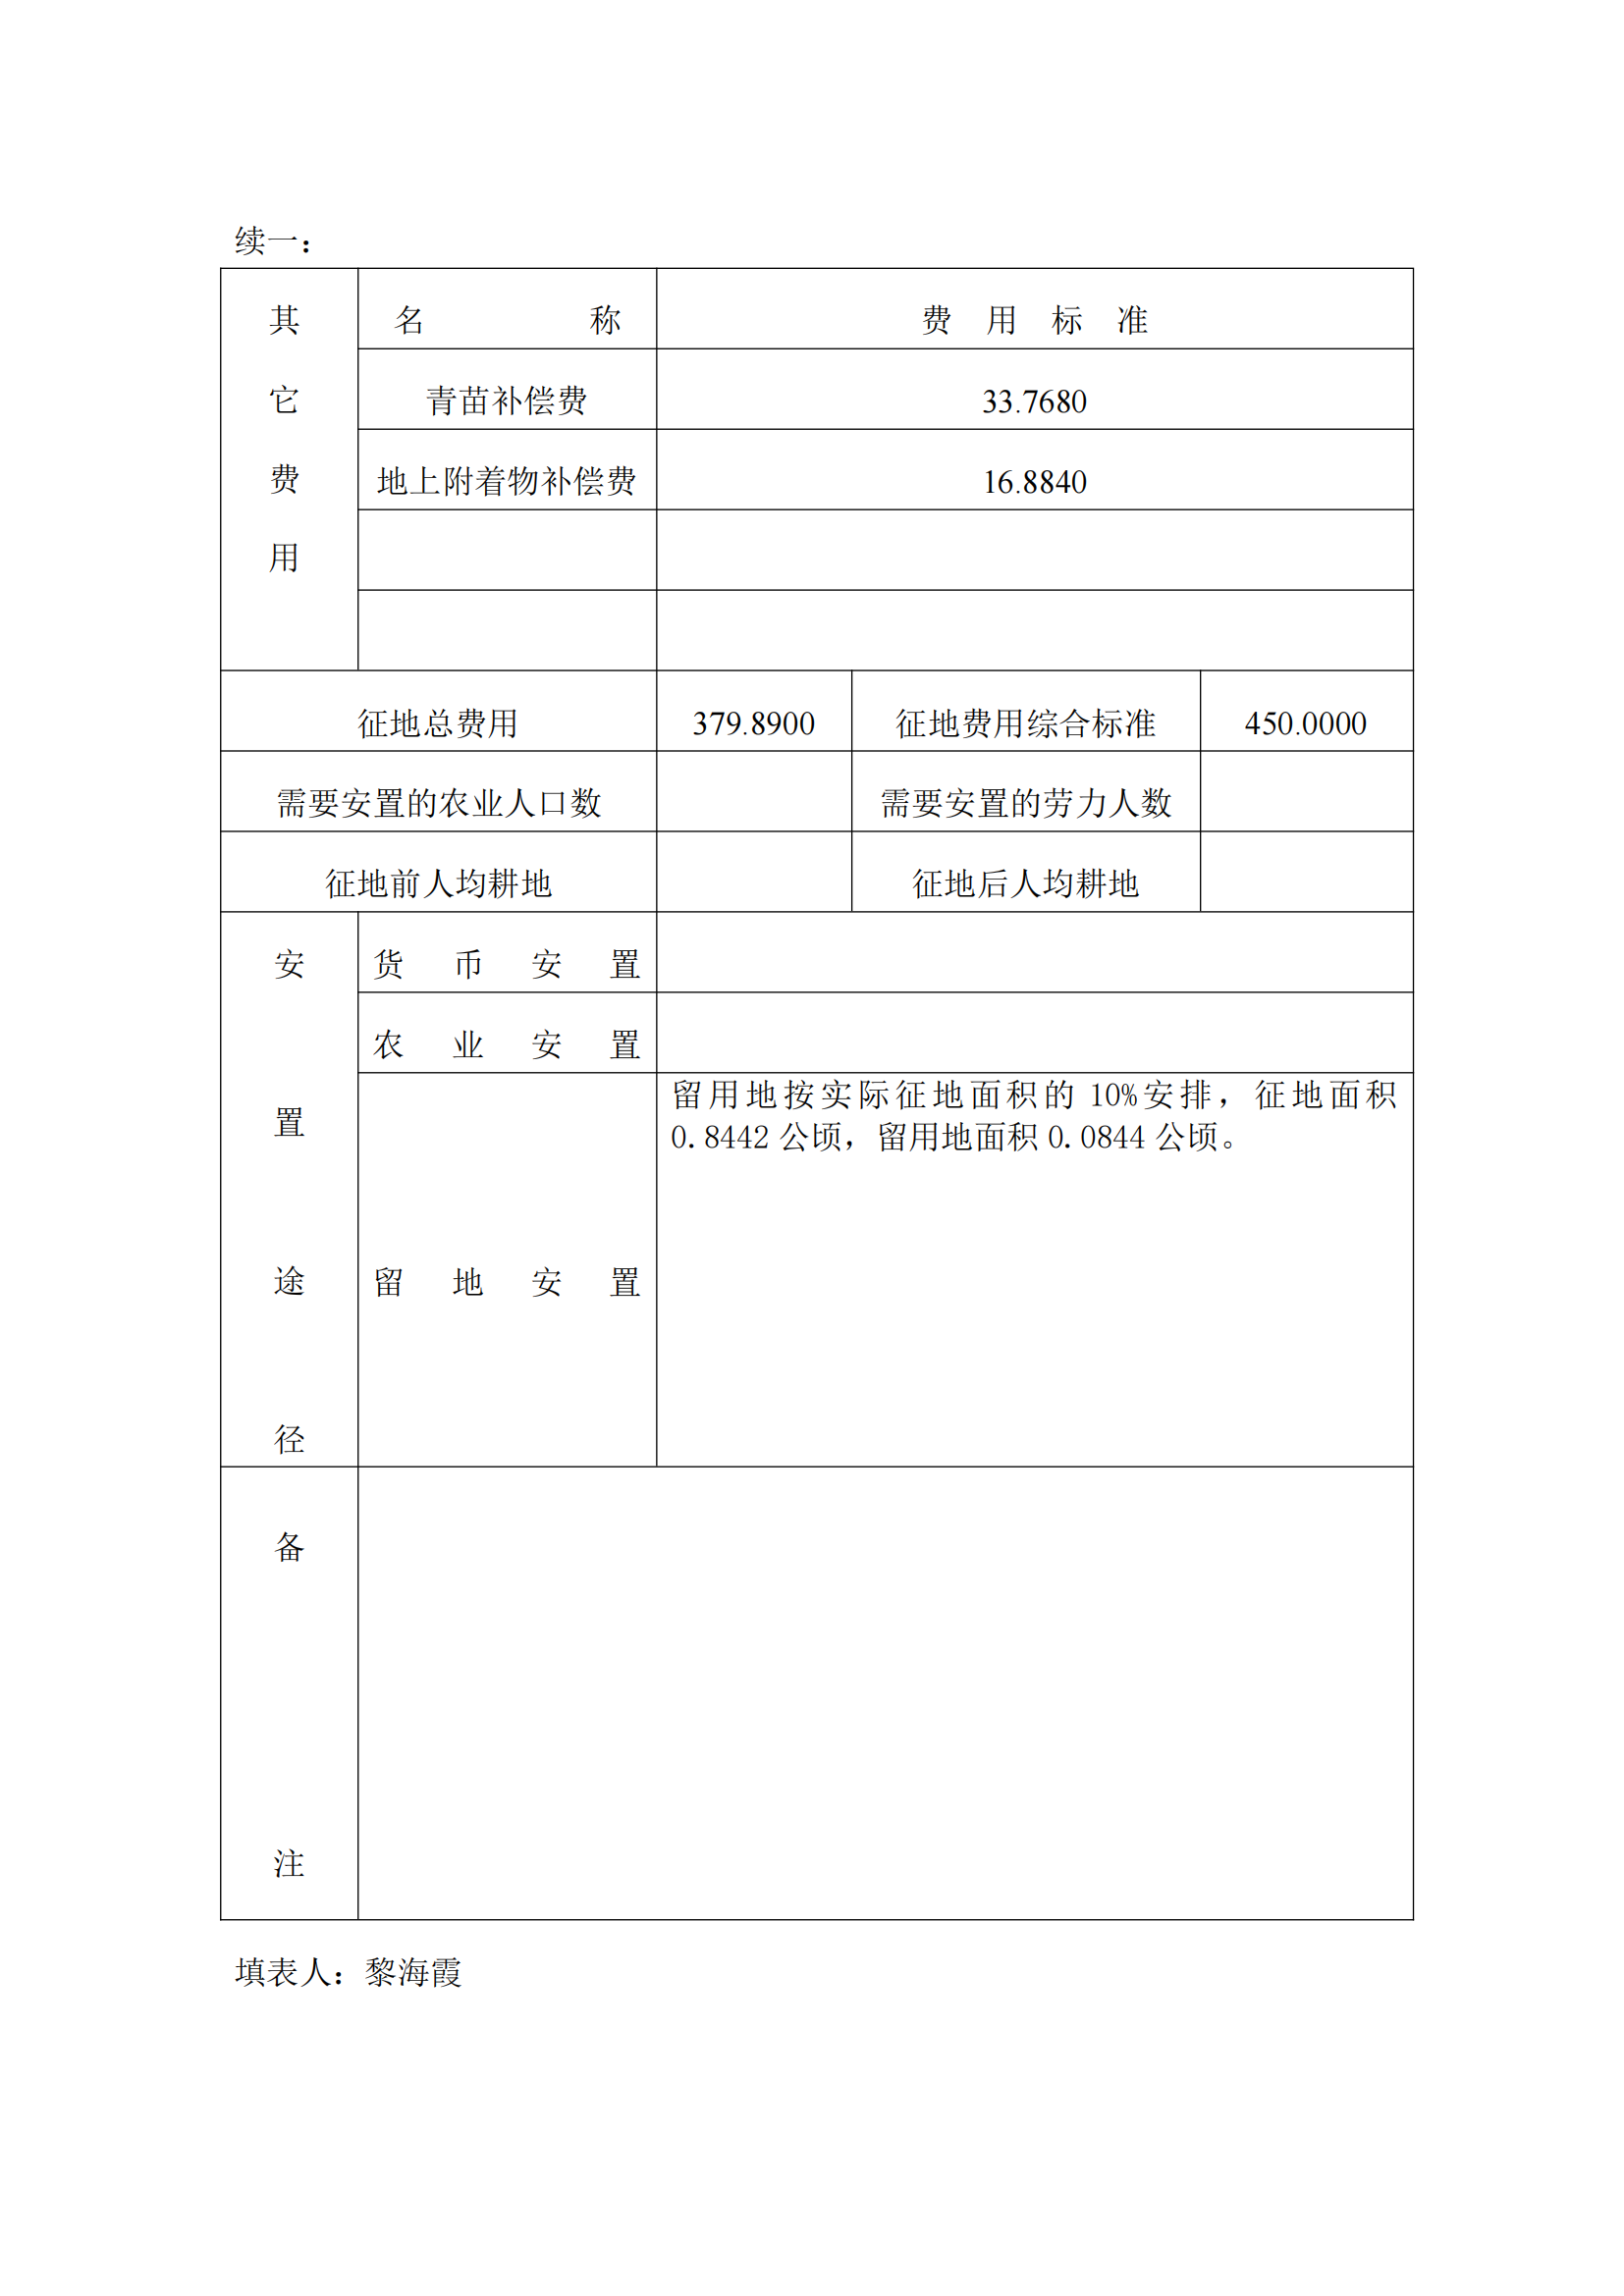 续一：
其它费用
名 称 费 用 标 准
青苗补偿费 33.7680
地上附着物补偿费 16.8840
征地总费用 379.8900 征地费用综合标准 450.0000
需要安置的农业人口数 需要安置的劳力人数
征地前人均耕地 征地后人均耕地
安置途径
货 币 安 置
农 业 安 置
留 地 安 置
留用地按实际征地面积的 10%安排，征地面积
0.8442 公顷，留用地面积 0.0844 公顷。
备注
填表人：黎海霞